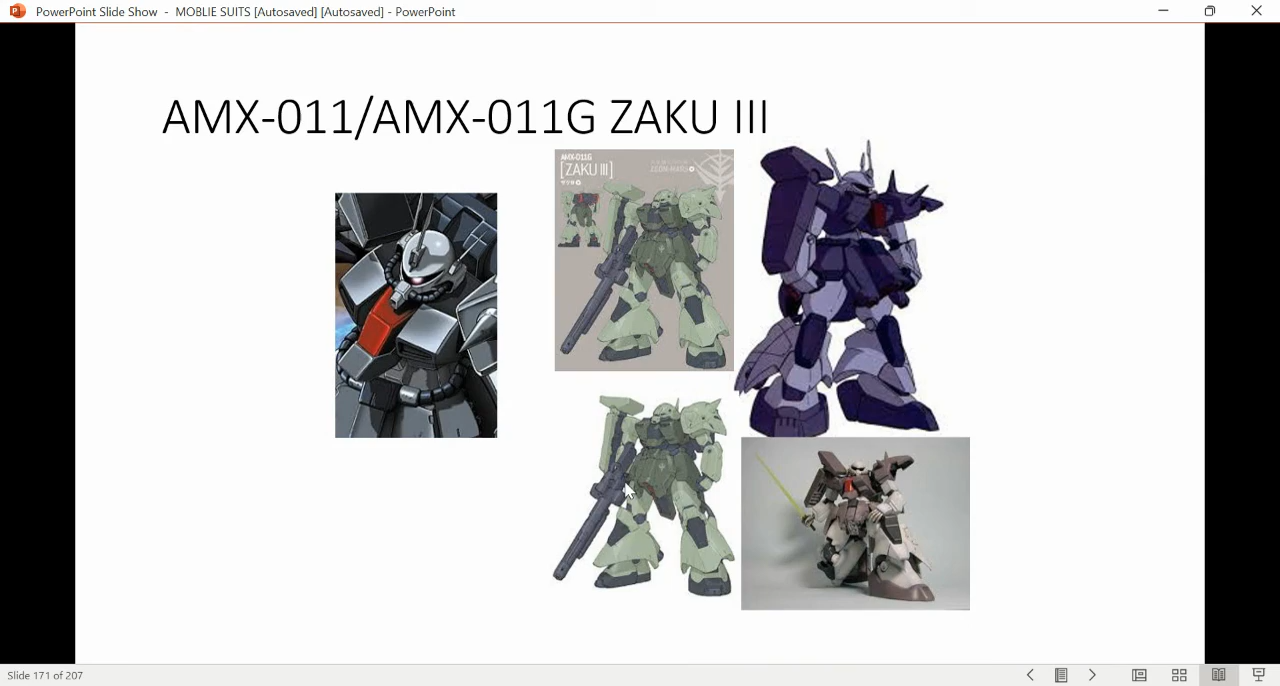 PowerPoint Slide Show - MOBLIE SUITS [Autosaved] [Autosaved] - PowerPoint
AMX-011/AMX-011G ZAKU III
AMX-011G
[ZAKU III]
Slide 171 of 207